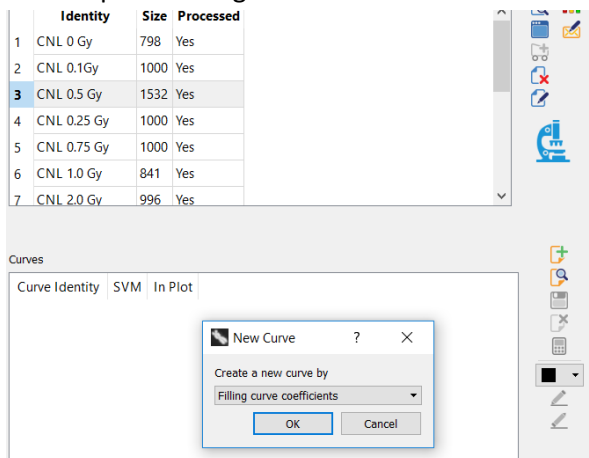 Identity Size Processed
1 CNL 0 Gy 798 Yes
2 CNL 0.1Gy 1000 Yes
3 CNL 0.5 Gy 1532 Yes
4 CNL 0.25 Gy 1000 Yes
5 CNL 0.75 Gy 1000 Yes
6 CNL 1.0 Gy 841 Yes
7 CNL 2.0 Gy 996 Yes
Curves
Curve Identity SVM In Plot
New Curve ? ×
Create a new curve by
Filling curve coefficients
OK Cancel